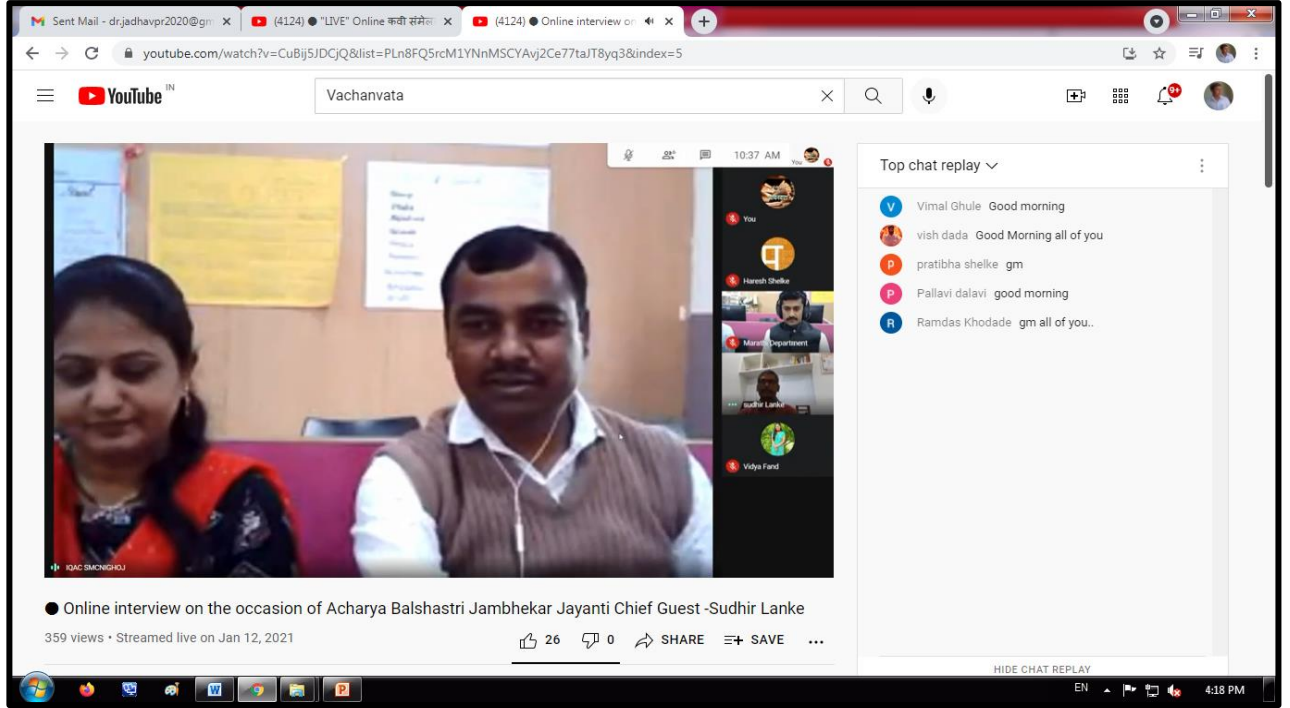 Sent Mail - dr.jadhavpr2020@gm
(4124) ● "LIVE" Online कवी संमेल
(4124) ● Online interview on
youtube.com/watch?v=CuBij5JDCjQ&list=PLn8FQ5rcM1YNnMSCYAvj2Ce77taJT8yq3&index=5
YouTube IN
Vachanvata
9+
10:37 AM
You
You
Haresh Shelke
Marathi Department
sudhir Lanke
Vidya Fand
IQAC SMCNIGHOJ
Top chat replay
Vimal Ghule Good morning
vish dada Good Morning all of you
pratibha shelke gm
Pallavi dalavi good morning
Ramdas Khodade gm all of you..
HIDE CHAT REPLAY
● Online interview on the occasion of Acharya Balshastri Jambhekar Jayanti Chief Guest -Sudhir Lanke
359 views • Streamed live on Jan 12, 2021
26 0 SHARE SAVE
EN
4:18 PM